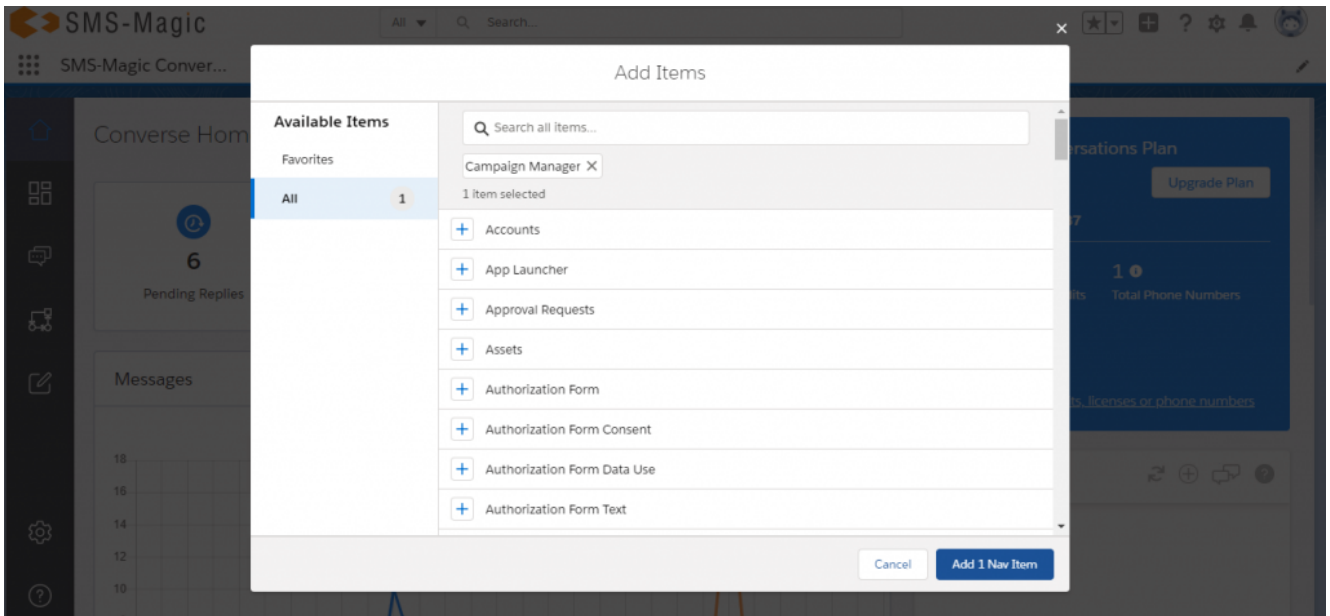 SMS-Magic
All
Search...
SMS-Magic Conver...
Add Items
Available Items
Favorites
All 1
Search all items...
Campaign Manager
1 item selected
Accounts
App Launcher
Approval Requests
Assets
Authorization Form
Authorization Form Consent
Authorization Form Data Use
Authorization Form Text
Cancel
Add 1 Nav Item
Converse Hom
6
Pending Replies
Messages
18
16
14
12
10
ersations Plan
Upgrade Plan
7
1
its
Total Phone Numbers
ts, licenses or phone numbers